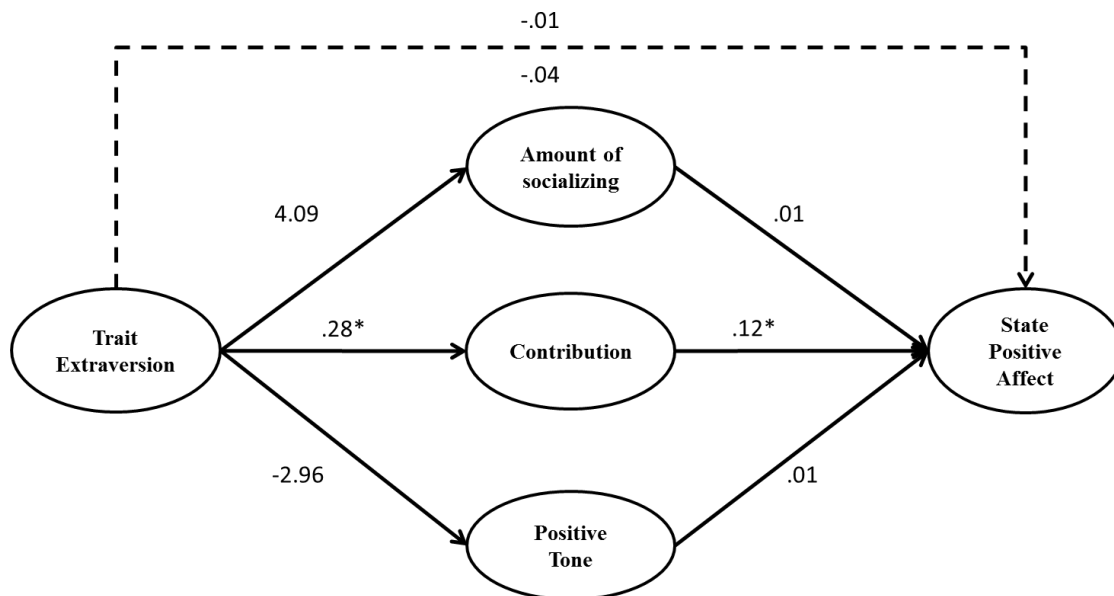 -.01
-.04
Amount of
socializing
4.09
.01
Trait
Extraversion
.28*
Contribution
.12*
State
Positive
Affect
-2.96
.01
Positive
Tone